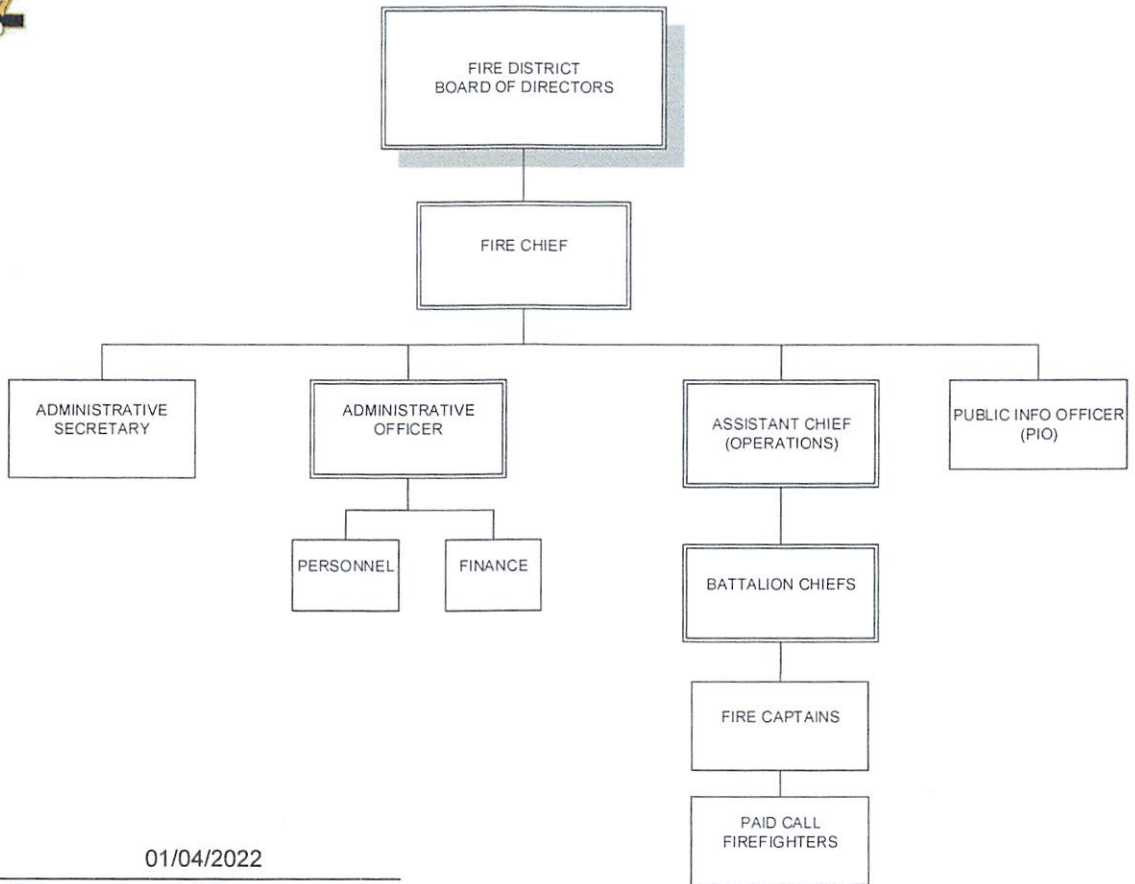 FIRE DISTRICT
BOARD OF DIRECTORS
FIRE CHIEF
ADMINISTRATIVE
SECRETARY
ADMINISTRATIVE
OFFICER
ASSISTANT CHIEF
(OPERATIONS)
PUBLIC INFO OFFICER
(PIO)
PERSONNEL
FINANCE
BATTALION CHIEFS
FIRE CAPTAINS
PAID CALL
FIREFIGHTERS
01/04/2022